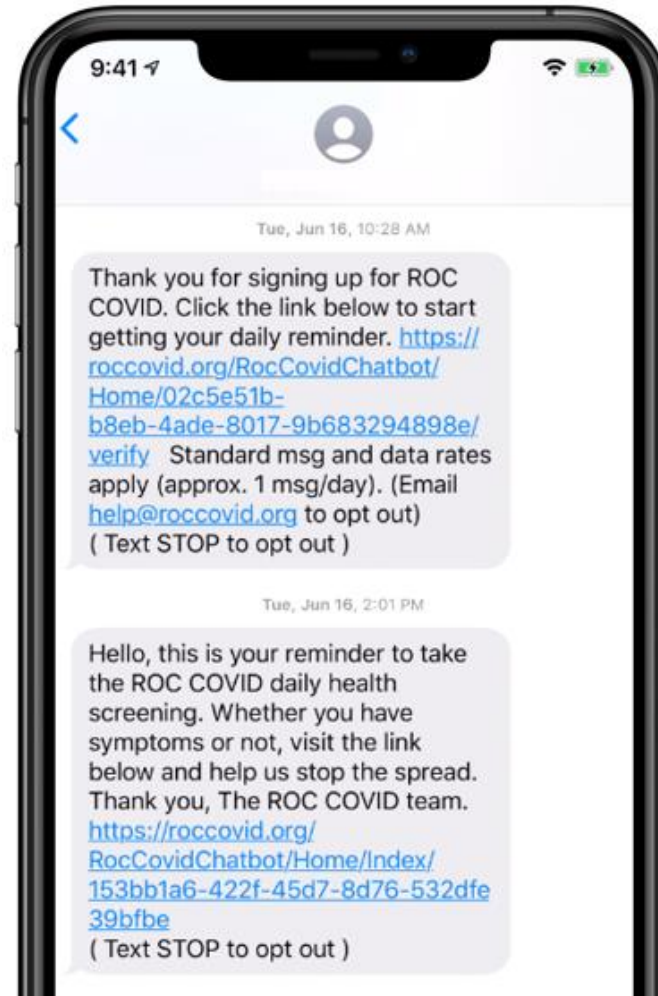 9:41
Tue, Jun 16, 10:28 AM
Thank you for signing up for ROC
COVID. Click the link below to start
getting your daily reminder. https://
roccovid.org/RocCovidChatbot/
Home/02c5e51b-
b8eb-4ade-8017-9b683294898e/
verify Standard msg and data rates
apply (approx. 1 msg/day). (Email
help@roccovid.org to opt out)
( Text STOP to opt out )
Tue, Jun 16, 2:01 PM
Hello, this is your reminder to take
the ROC COVID daily health
screening. Whether you have
symptoms or not, visit the link
below and help us stop the spread.
Thank you, The ROC COVID team.
https://roccovid.org/
RocCovidChatbot/Home/Index/
153bb1a6-422f-45d7-8d76-532dfe
39bfbe
( Text STOP to opt out )